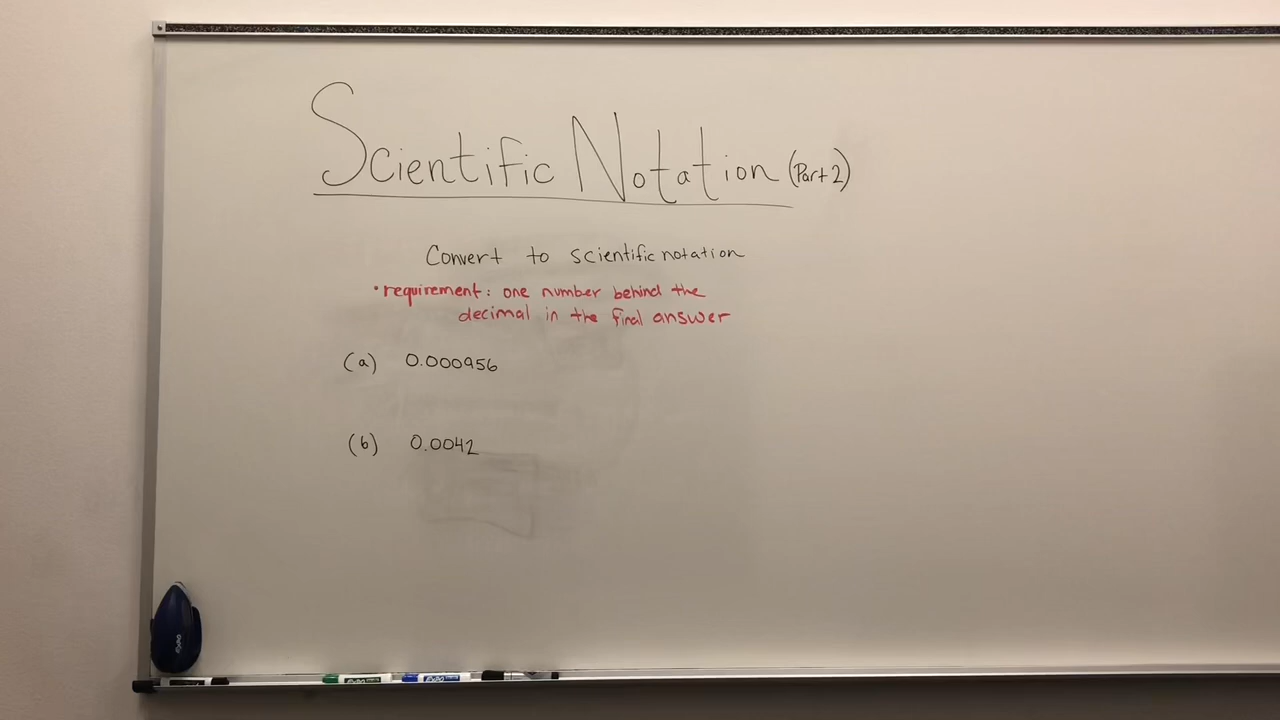 Scientific Notation (Part 2)
Convert to scientific notation
• requirement: one number behind the
decimal in the final answer
(a) 0.000956
(b) 0.0042
EXPO